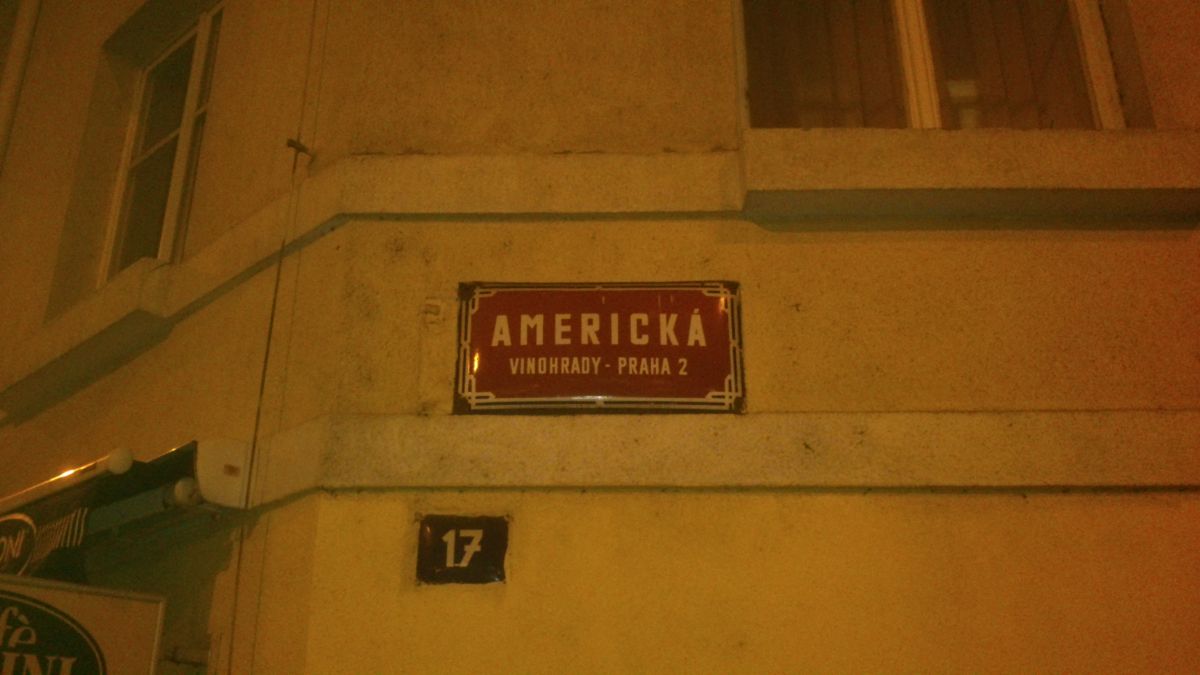 AMERICKÁ
VINOHRADY - PRAHA 2
17